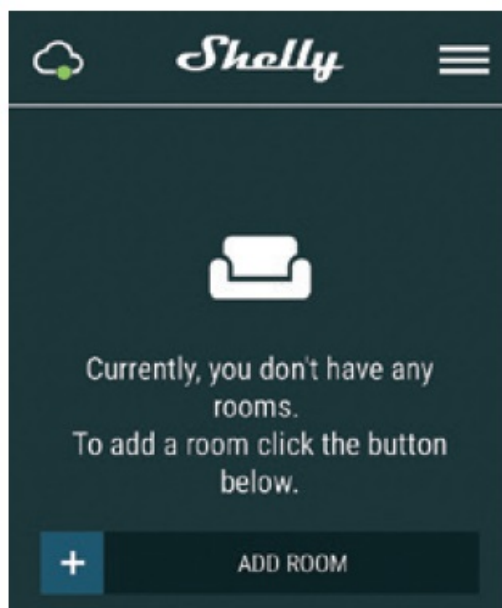 Shelly
Currently, you don't have any
rooms.
To add a room click the button
below.
+ ADD ROOM